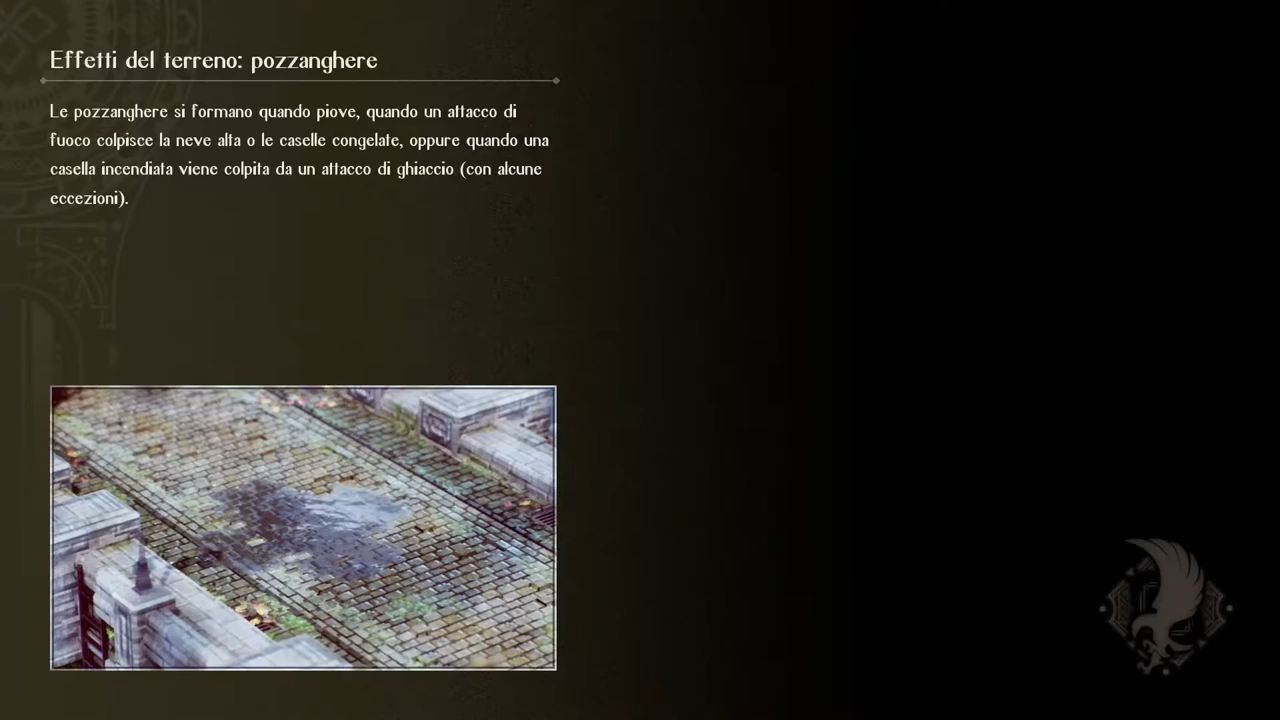 Effetti del terreno: pozzanghere
Le pozzanghere si formano quando piove, quando un attacco di
fuoco colpisce la neve alta o le caselle congelate, oppure quando una
casella incendiata viene colpita da un attacco di ghiaccio (con alcune
eccezioni).